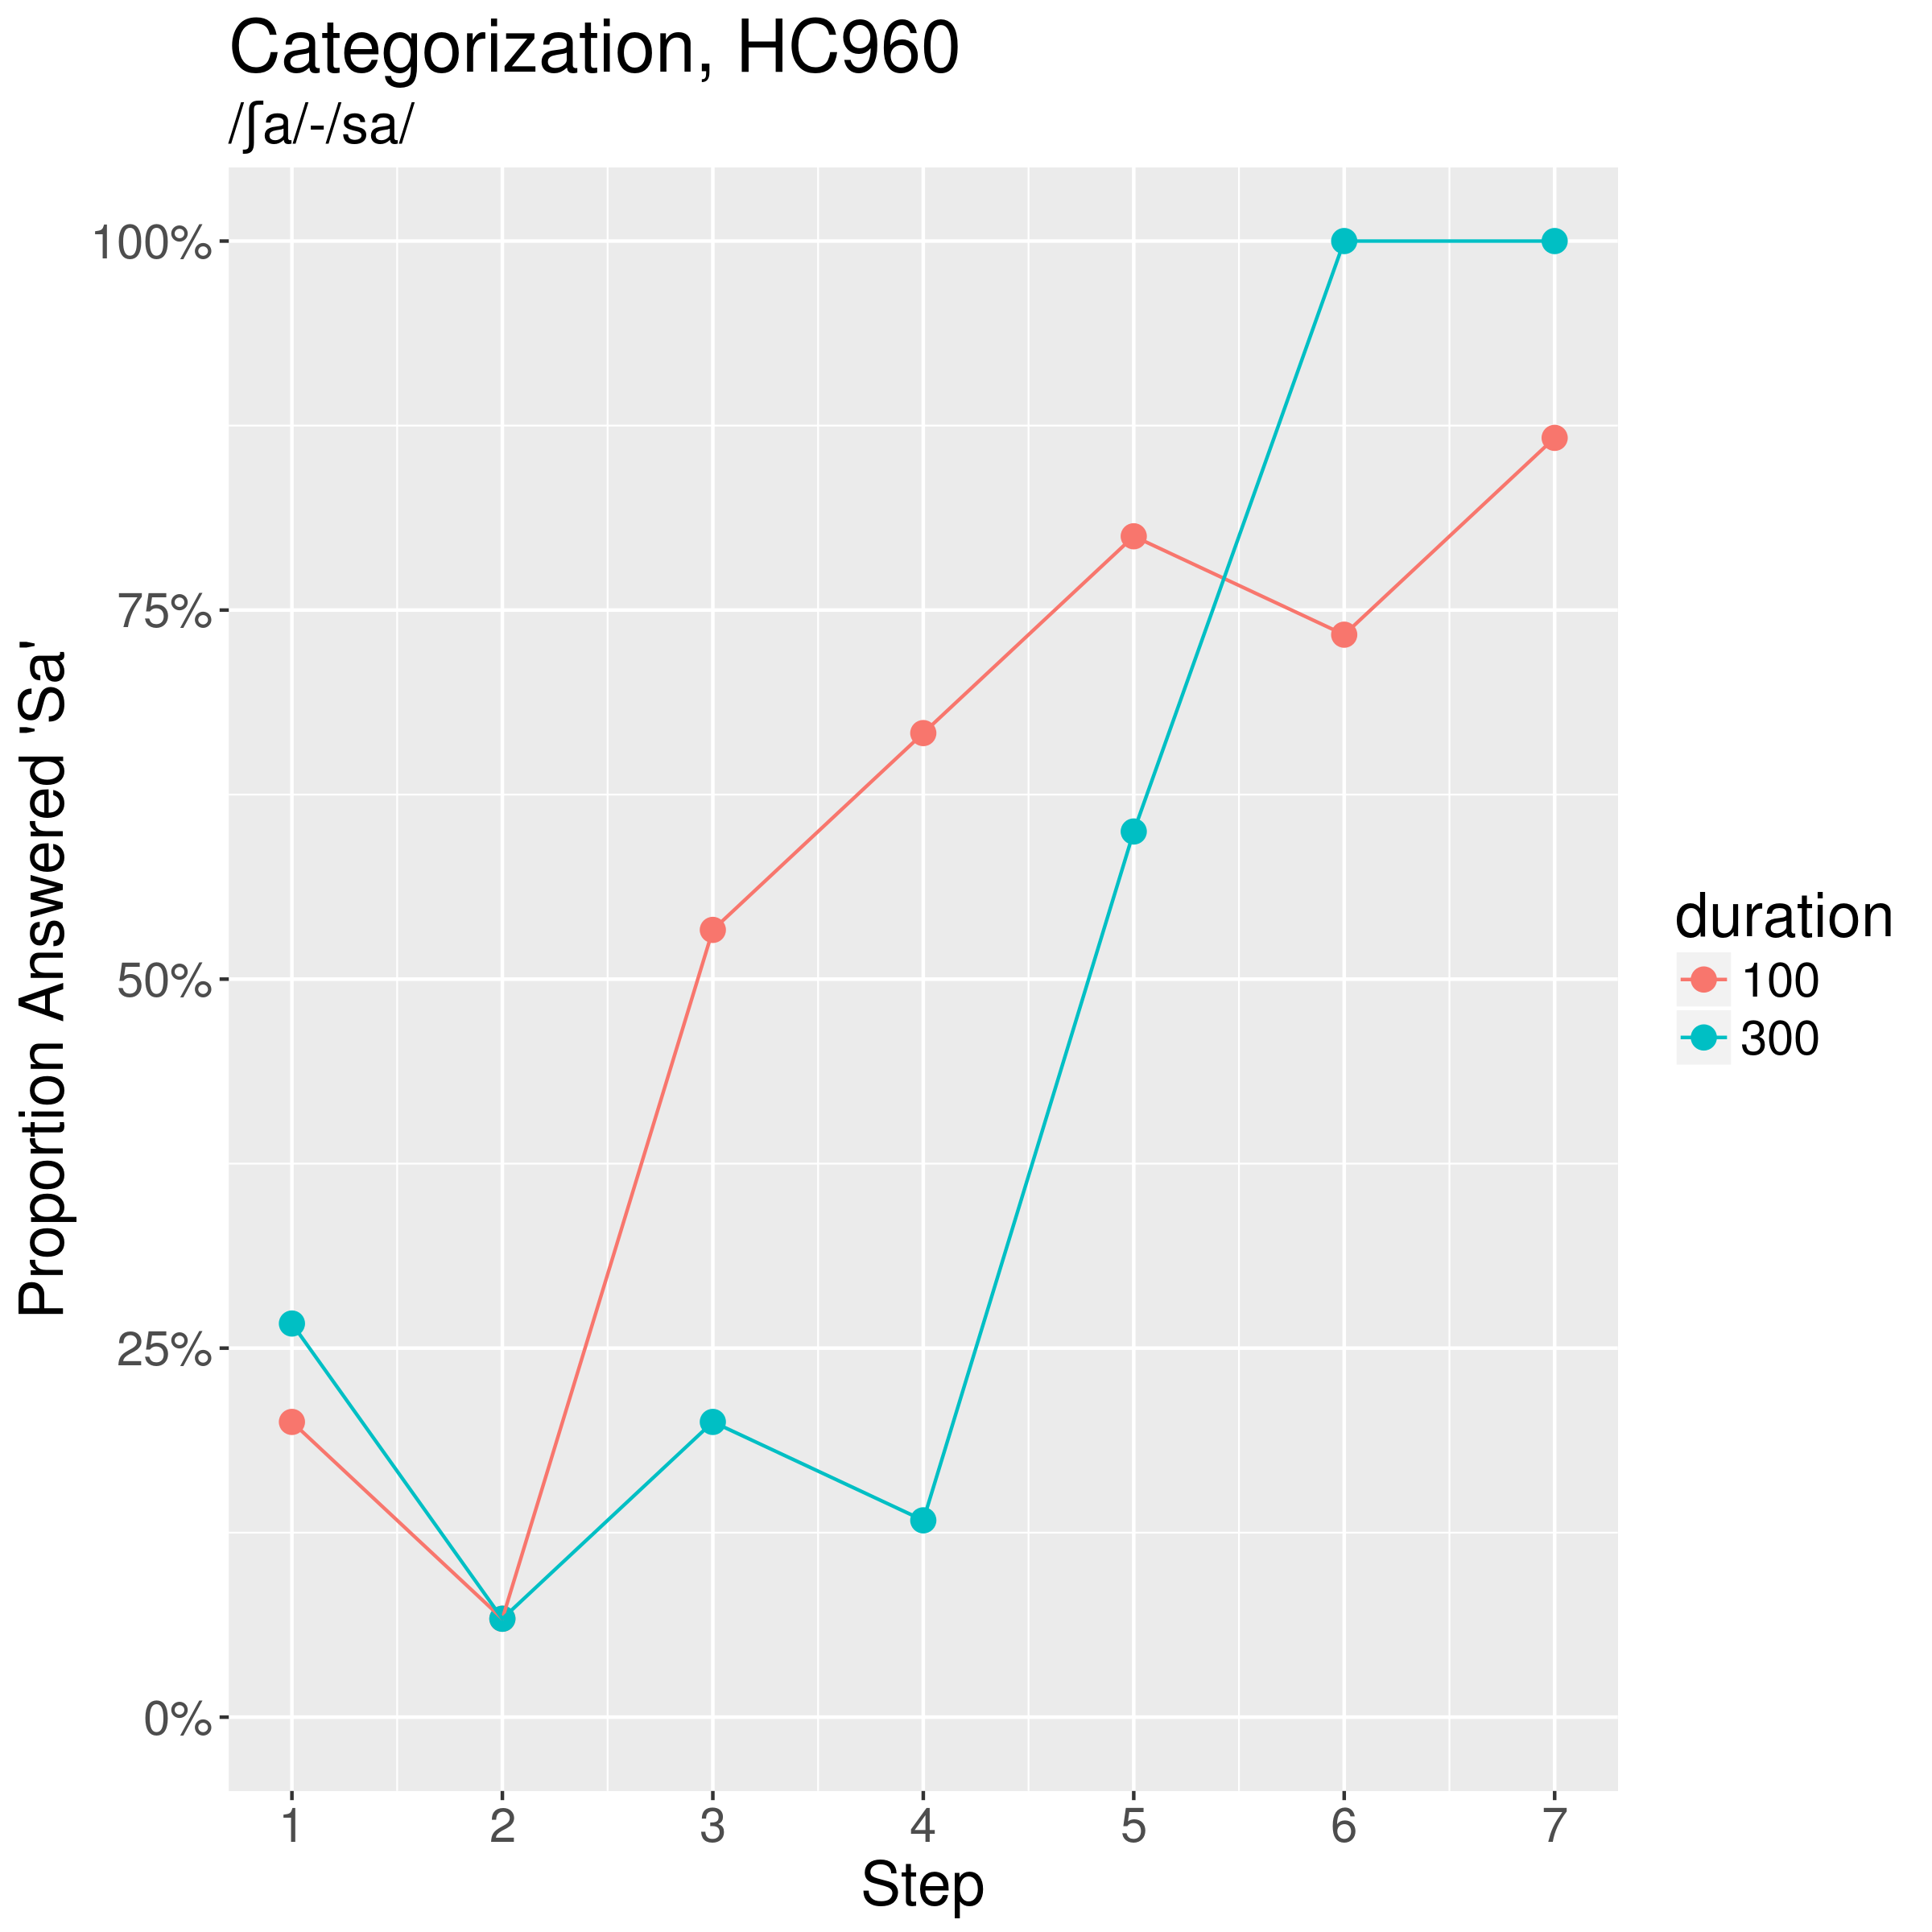 Categorization, HC960
/ʃa/-/sa/
Proportion Answered 'Sa'
100%
75%
50%
25%
0%
1 2 3 4 5 6 7
Step
duration
100
300